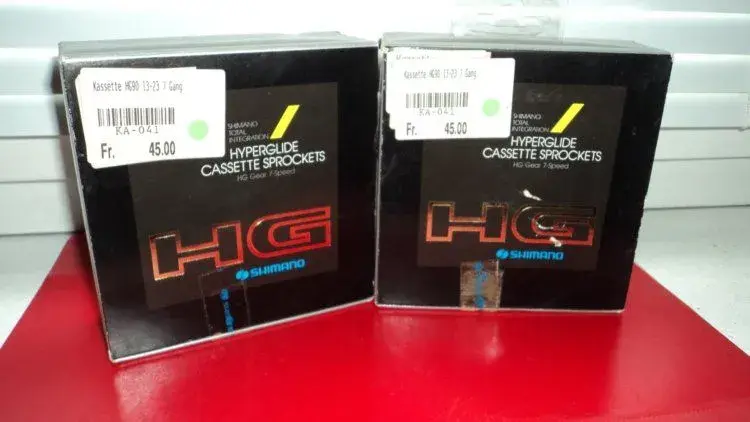 Kassette HG90 13-23 7 Gang
KA-041
Fr. 45.00
SHIMANO
TOTAL
INTEGRATION
HYPERGLIDE
CASSETTE SPROCKETS
HG Gear 7-Speed
HG
SHIMANO
Kassette HG90 13-23 7 Gang
KA-041
Fr. 45.00
SHIMANO
TOTAL
INTEGRATION
HYPERGLIDE
CASSETTE SPROCKETS
HG Gear 7-Speed
HG
SHIMANO